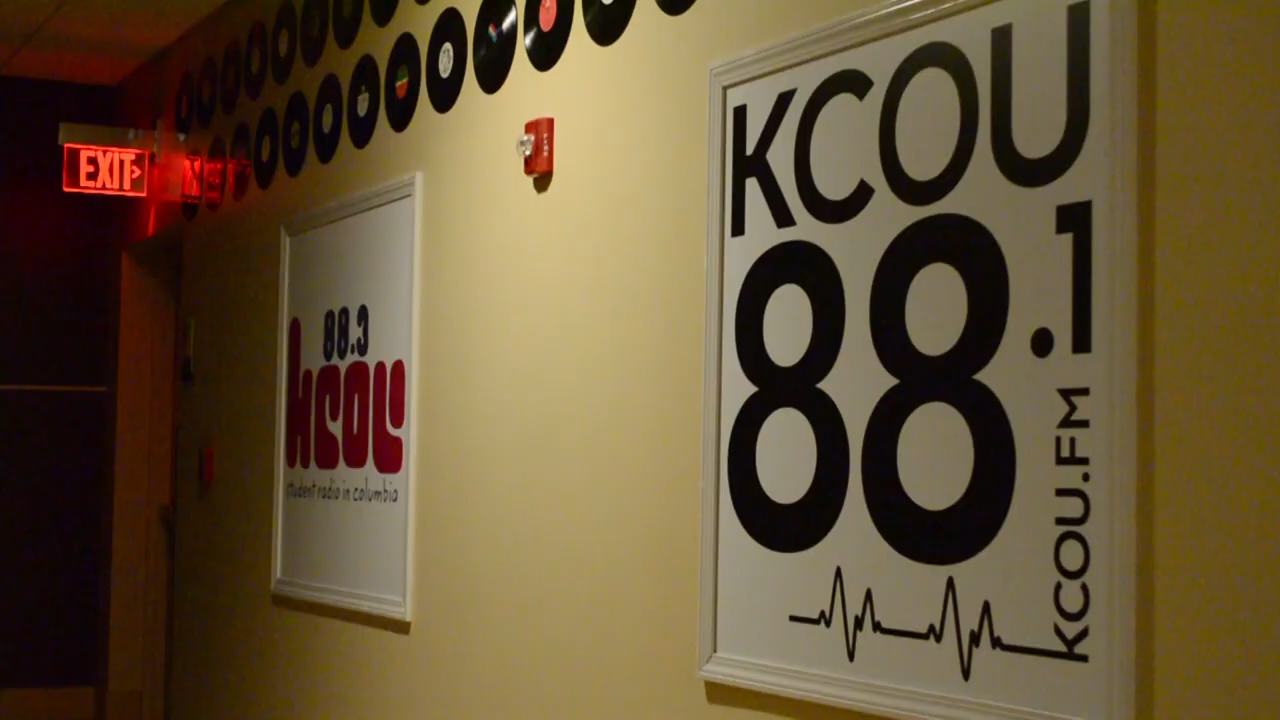 EXIT>
88.3
kcou
student radio in columbia
KCOU
88.1
KCOU.FM